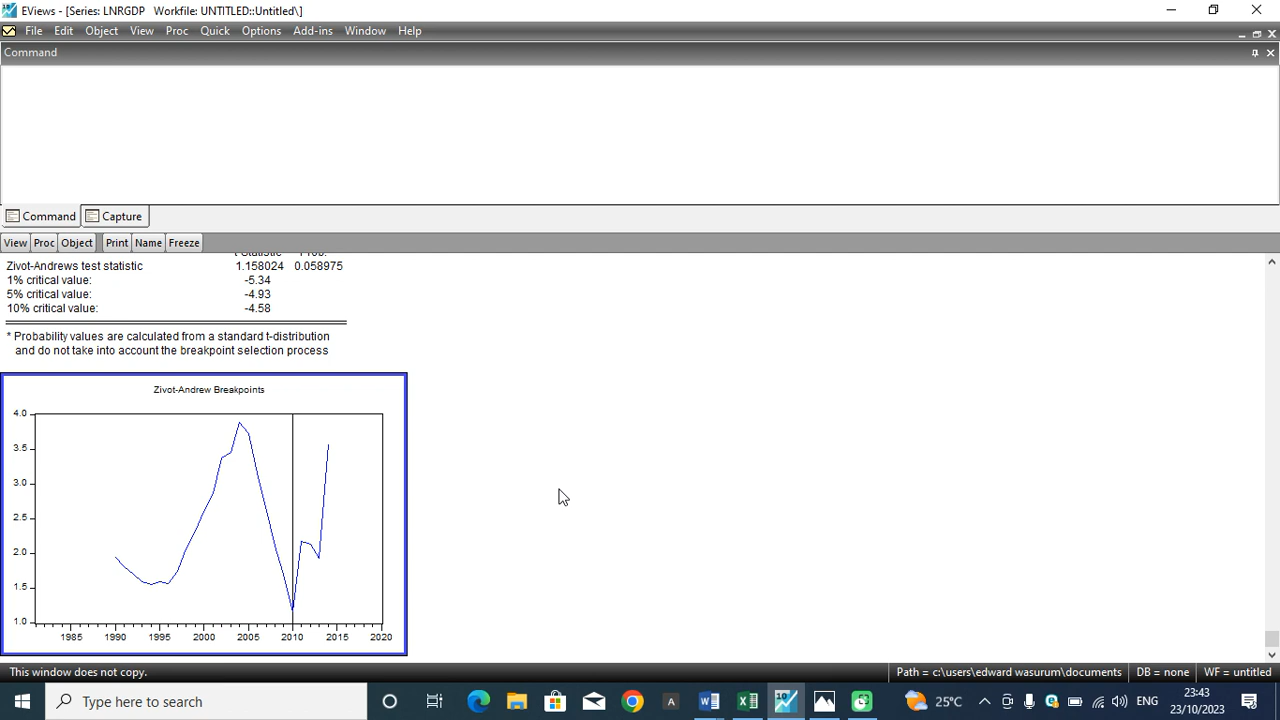 EViews - [Series: LNRGDP Workfile: UNTITLED::Untitled\]
File Edit Object View Proc Quick Options Add-ins Window Help
Command
Command Capture
View Proc Object Print Name Freeze
t-Statistic Prob.
Zivot-Andrews test statistic 1.158024 0.058975
1% critical value: -5.34
5% critical value: -4.93
10% critical value: -4.58
* Probability values are calculated from a standard t-distribution
and do not take into account the breakpoint selection process
Zivot-Andrew Breakpoints
4.0
3.5
3.0
2.5
2.0
1.5
1.0
1985 1990 1995 2000 2005 2010 2015 2020
This window does not copy. Path = c:\users\edward wasurum\documents DB = none WF = untitled
Type here to search 25°C ENG 23:43
23/10/2023